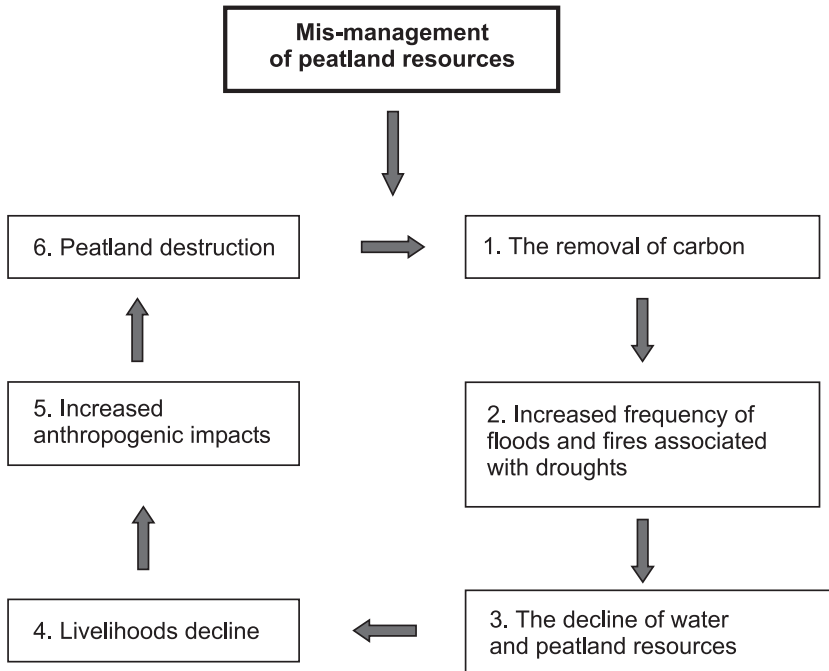 Mis-management
of peatland resources
6. Peatland destruction
1. The removal of carbon
5. Increased
anthropogenic impacts
2. Increased frequency of
floods and fires associated
with droughts
4. Livelihoods decline
3. The decline of water
and peatland resources